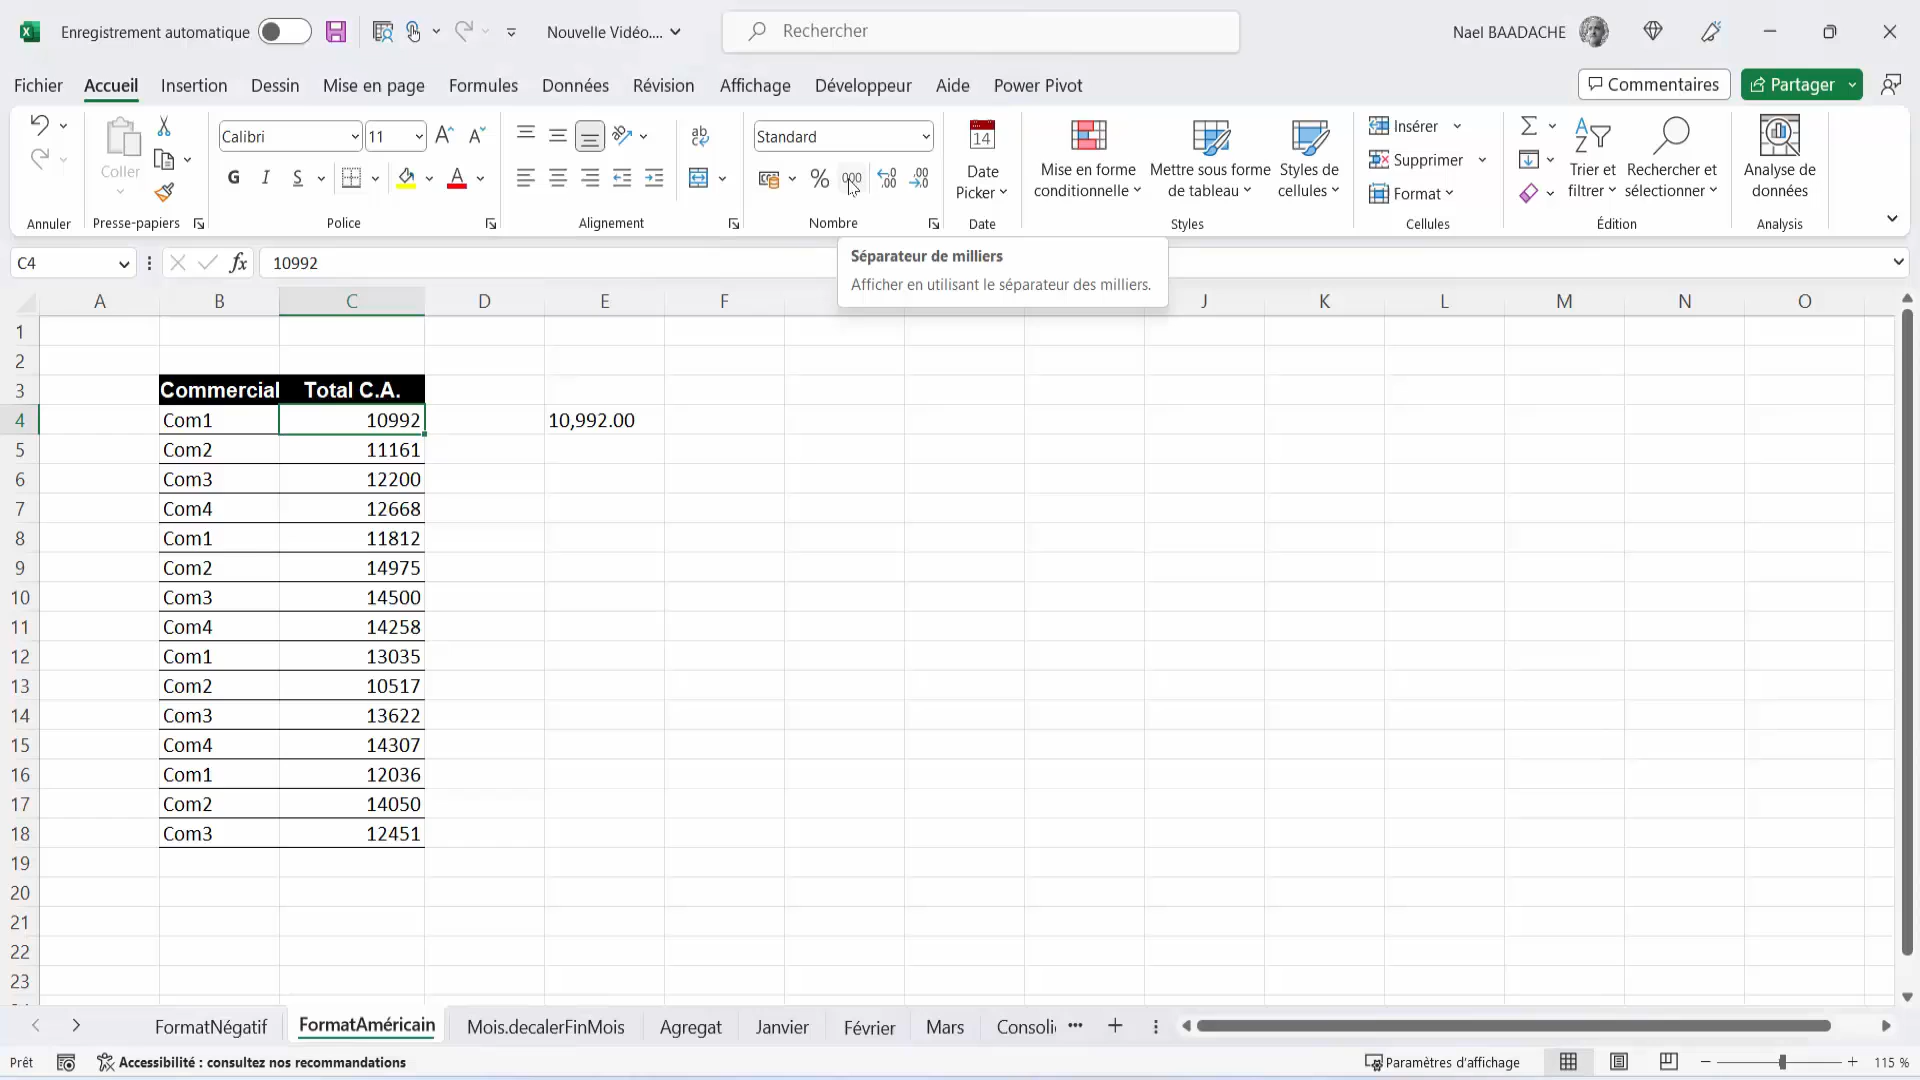 Enregistrement automatique
Nouvelle Vidéo....
Rechercher
Nael BAADACHE
Fichier Accueil Insertion Dessin Mise en page Formules Données Révision Affichage Développeur Aide Power Pivot
Commentaires
Partager
Coller
Calibri
11
G I S
ab
Standard
% 000
14
Date
Picker
Mise en forme
conditionnelle
Mettre sous forme
de tableau
Styles de
cellules
Insérer
Supprimer
Format
Trier et
filtrer
Rechercher et
sélectionner
Analyse de
données
Annuler
Presse-papiers
Police
Alignement
Nombre
Date
Styles
Cellules
Édition
Analysis
C4
fx
10992
Séparateur de milliers
Afficher en utilisant le séparateur des milliers.
A B C D E F J K L M N O
1
2
3 Commercial Total C.A.
4 Com1 10992 10,992.00
5 Com2 11161
6 Com3 12200
7 Com4 12668
8 Com1 11812
9 Com2 14975
10 Com3 14500
11 Com4 14258
12 Com1 13035
13 Com2 10517
14 Com3 13622
15 Com4 14307
16 Com1 12036
17 Com2 14050
18 Com3 12451
19
20
21
22
23
FormatNégatif FormatAméricain Mois.decalerFinMois Agregat Janvier Février Mars Consoli
Prêt
Accessibilité : consultez nos recommandations
Paramètres d'affichage
115 %